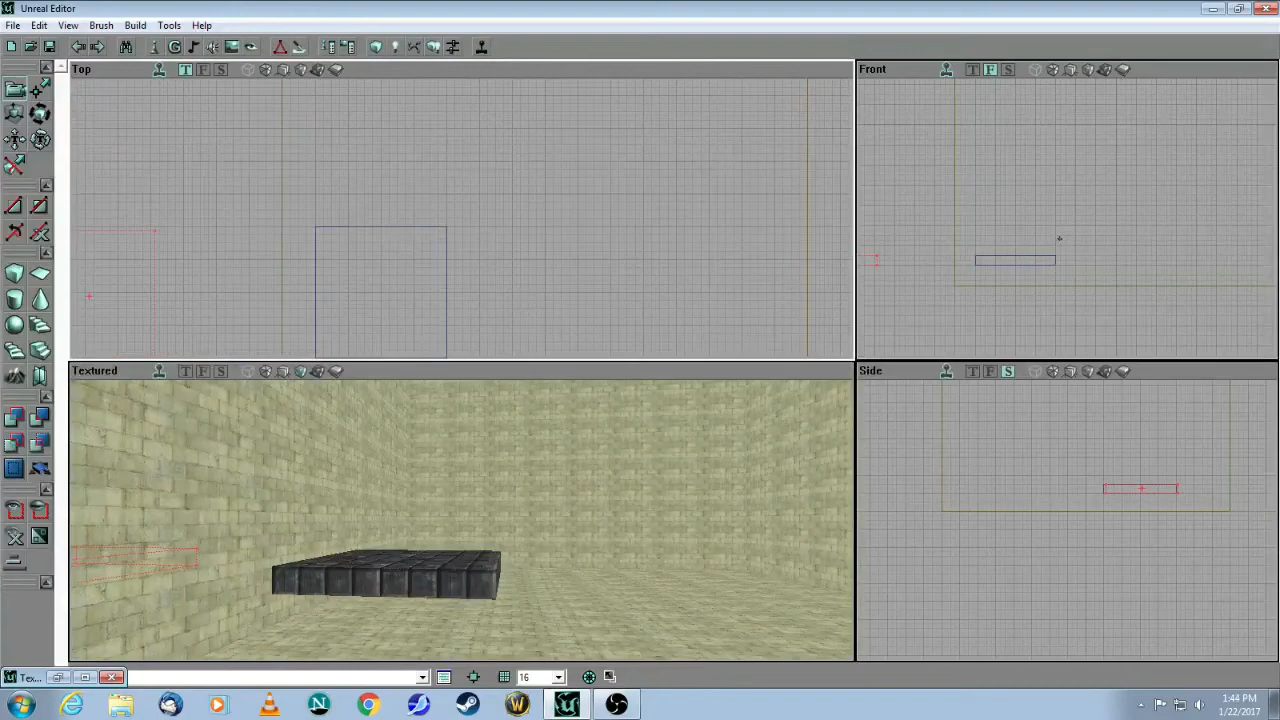 Unreal Editor
File Edit View Brush Build Tools Help
Top T F S
Front T F S
Textured T F S
Side T F S
Tex... 16
1:44 PM
1/22/2017